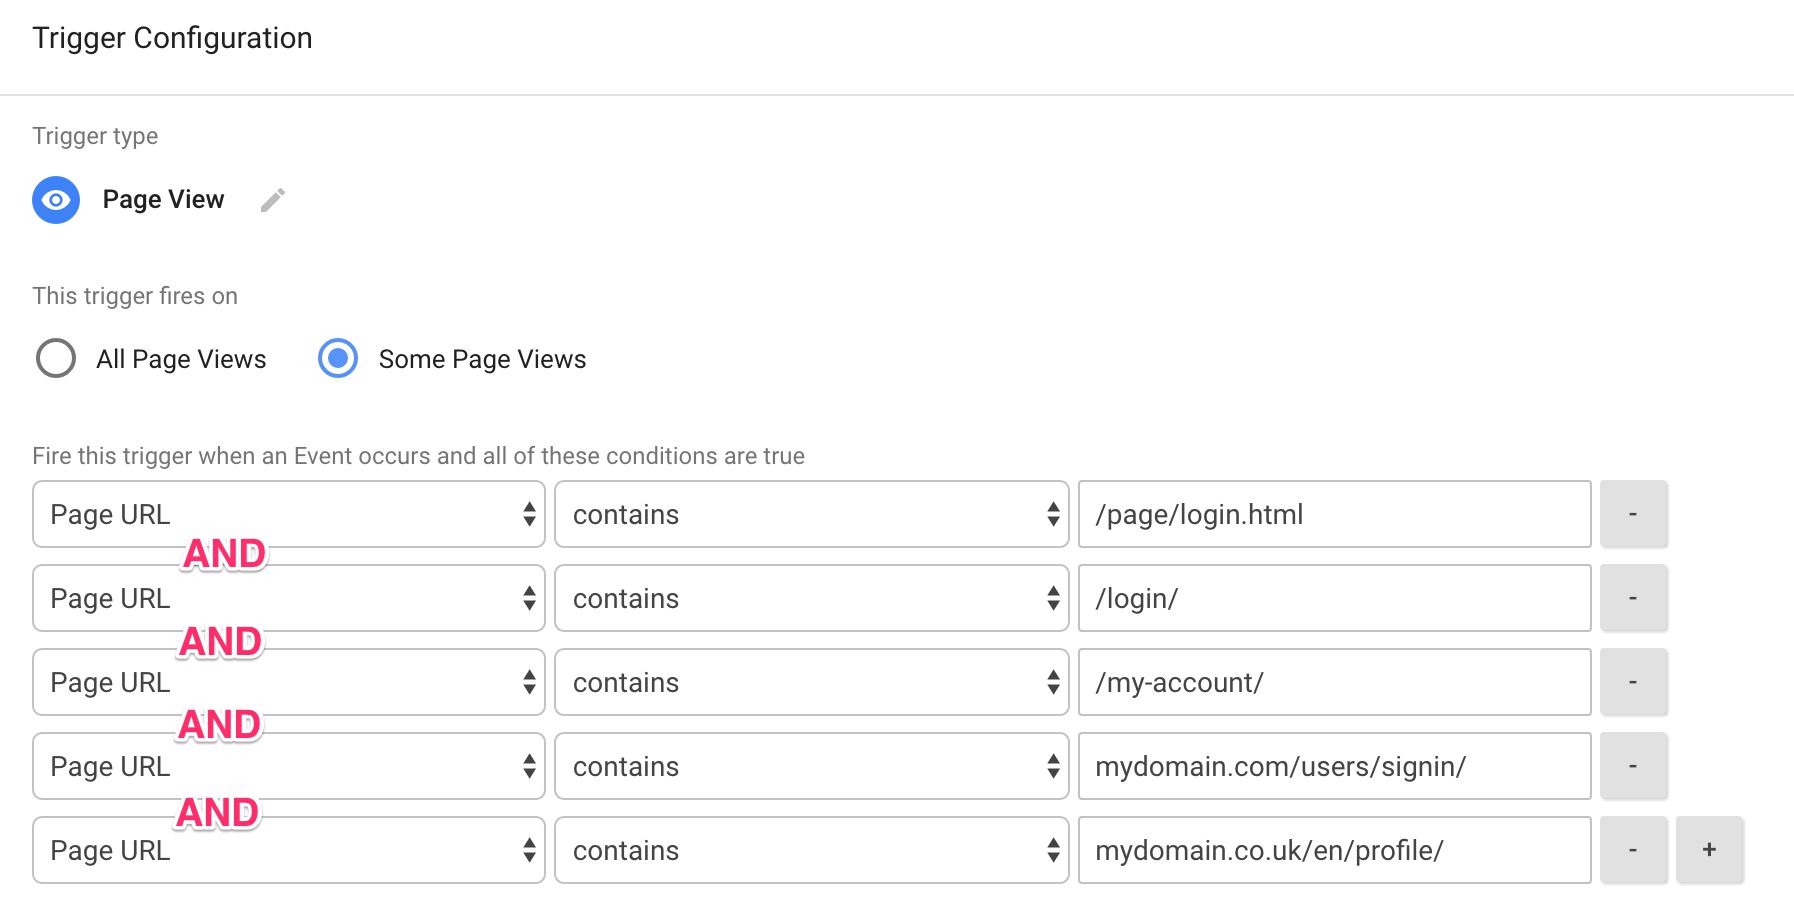 Trigger Configuration
Trigger type
Page View
This trigger fires on
All Page Views Some Page Views
Fire this trigger when an Event occurs and all of these conditions are true
Page URL contains /page/login.html -
AND
Page URL contains /login/ -
AND
Page URL contains /my-account/ -
AND
Page URL contains mydomain.com/users/signin/ -
AND
Page URL contains mydomain.co.uk/en/profile/ - +